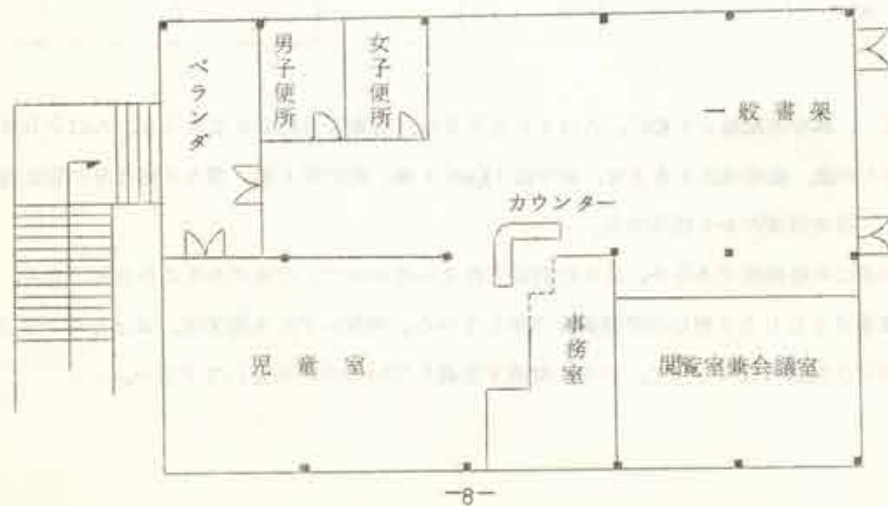 ベランダ
男子便所
女子便所
一般書架
カウンター
児童室
事務室
閲覧室兼会議室
-8-